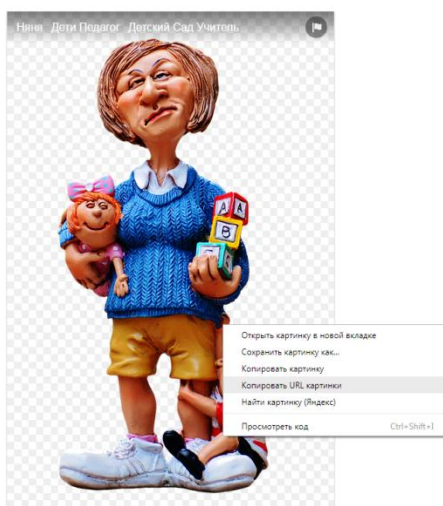 Няня Дети Педагог Детский Сад Учитель
A
A
B
Открыть картинку в новой вкладке
Сохранить картинку как...
Копировать картинку
Копировать URL картинки
Найти картинку (Яндекс)
Просмотреть код Ctrl+Shift+I